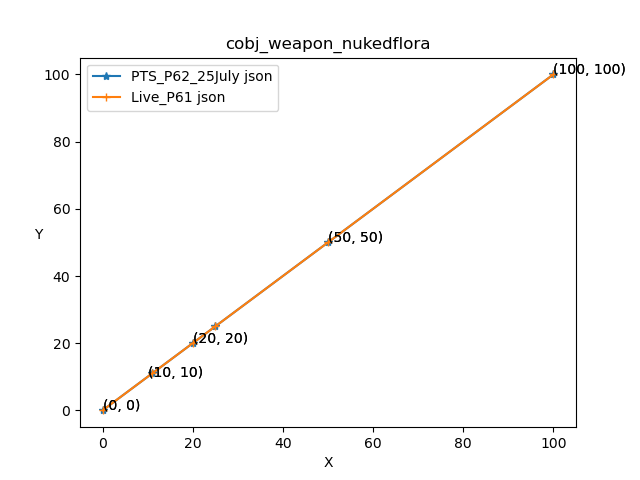 cobj_weapon_nukedflora
PTS_P62_25July json
Live_P61 json
100
80
60
40
20
0
Y
(100, 100)
(50, 50)
(20, 20)
(10, 10)
(0, 0)
0 20 40 60 80 100
X